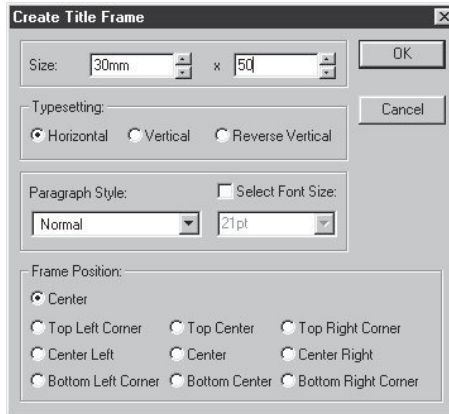 Create Title Frame
Size: 30mm x 50 OK
Typesetting: Cancel
Horizontal Vertical Reverse Vertical
Paragraph Style: Select Font Size:
Normal 21pt
Frame Position:
Center
Top Left Corner Top Center Top Right Corner
Center Left Center Center Right
Bottom Left Corner Bottom Center Bottom Right Corner